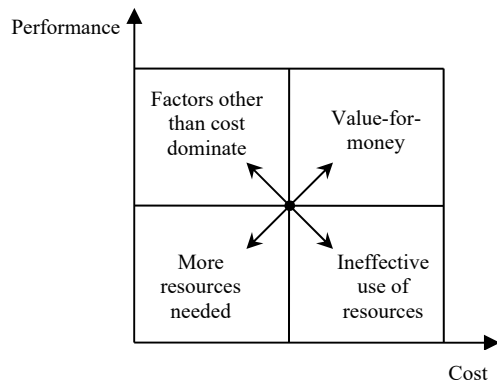 Performance
Factors other
than cost
dominate
Value-for-
money
More
resources
needed
Ineffective
use of
resources
Cost